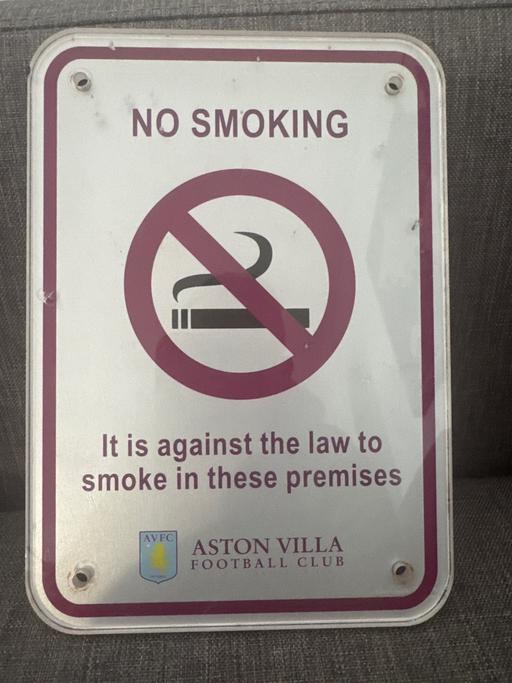 NO SMOKING
It is against the law to
smoke in these premises
AVFC
ASTON VILLA
FOOTBALL CLUB